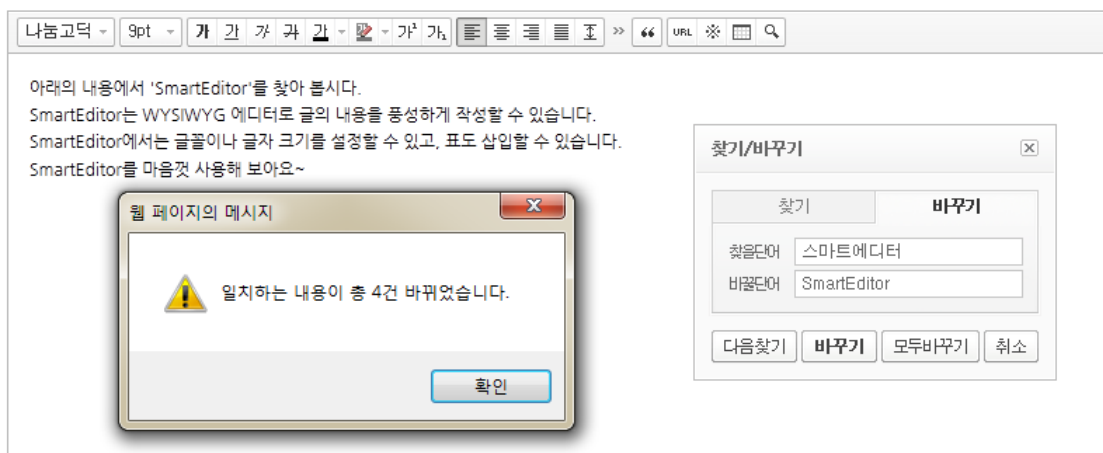 나눔고딕 9pt 가 가 가 가 가 가¹ 가₁ » “ URL ※
아래의 내용에서 'SmartEditor'를 찾아 봅시다.
SmartEditor는 WYSIWYG 에디터로 글의 내용을 풍성하게 작성할 수 있습니다.
SmartEditor에서는 글꼴이나 글자 크기를 설정할 수 있고, 표도 삽입할 수 있습니다.
SmartEditor를 마음껏 사용해 보아요~
웹 페이지의 메시지
일치하는 내용이 총 4건 바뀌었습니다.
확인
찾기/바꾸기
찾기 바꾸기
찾을단어 스마트에디터
바꿀단어 SmartEditor
다음찾기 바꾸기 모두바꾸기 취소